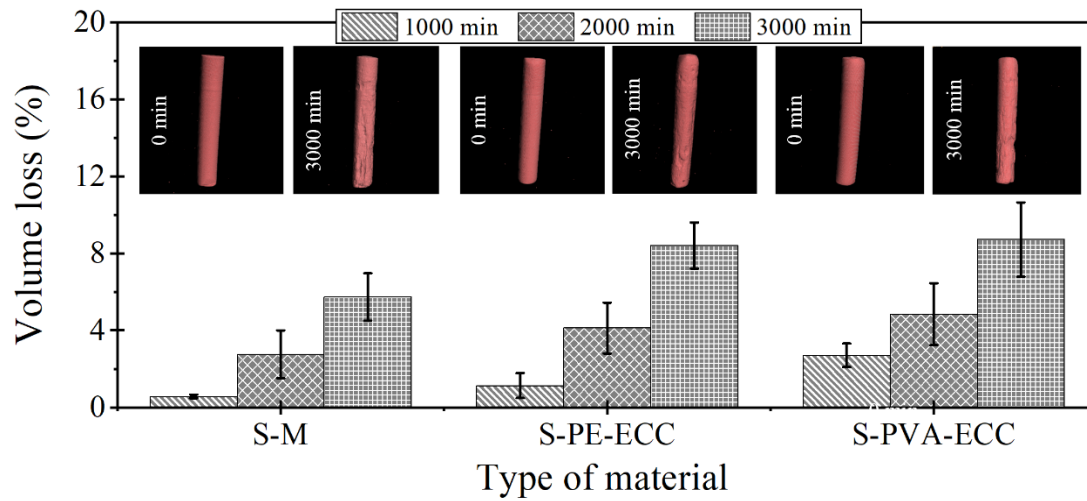 1000 min 2000 min 3000 min
20
16
12
8
4
0
Volume loss (%)
0 min
3000 min
0 min
3000 min
0 min
3000 min
S-M S-PE-ECC S-PVA-ECC
Type of material